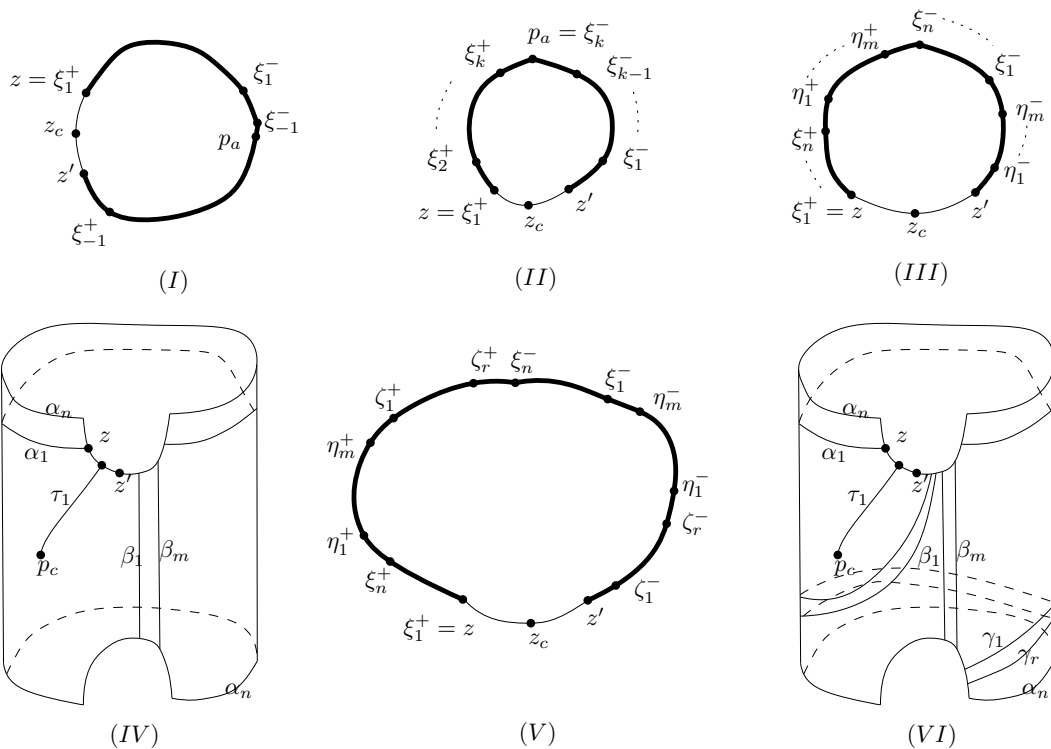 z = ξ₁⁺
ξ₁⁻
z_c
ξ₋₁⁻
p_a
z′
ξ₋₁⁺
(I)
p_a = ξ_k⁻
ξ_k⁺
ξ_{k−1}⁻
ξ₂⁺
ξ₁⁻
z = ξ₁⁺
z′
z_c
(II)
ξ_n⁻
η_m⁺
ξ₁⁻
η₁⁺
η_m⁻
ξ_n⁺
η₁⁻
ξ₁⁺ = z
z′
z_c
(III)
α_n
z
α₁
z′
τ₁
p_c
β₁
β_m
α_n
(IV)
ζ_r⁺
ξ_n⁻
ζ₁⁺
ξ₁⁻
η_m⁻
η_m⁺
η₁⁻
ζ_r⁻
η₁⁺
ξ_n⁺
ζ₁⁻
ξ₁⁺ = z
z′
z_c
(V)
α_n
z
α₁
z′
τ₁
p_c
β₁
β_m
γ₁
γ_r
α_n
(VI)